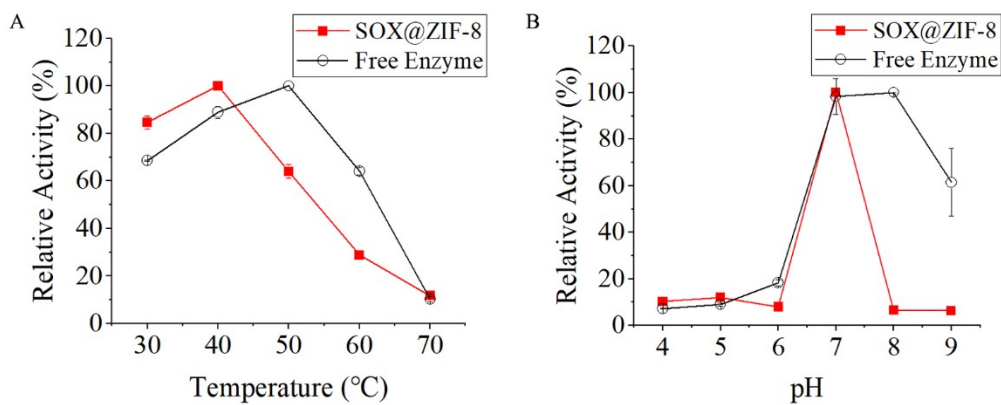 A
SOX@ZIF-8
Free Enzyme
Relative Activity (%)
120
100
80
60
40
20
0
30 40 50 60 70
Temperature (℃)
B
SOX@ZIF-8
Free Enzyme
Relative Activity (%)
120
100
80
60
40
20
0
4 5 6 7 8 9
pH